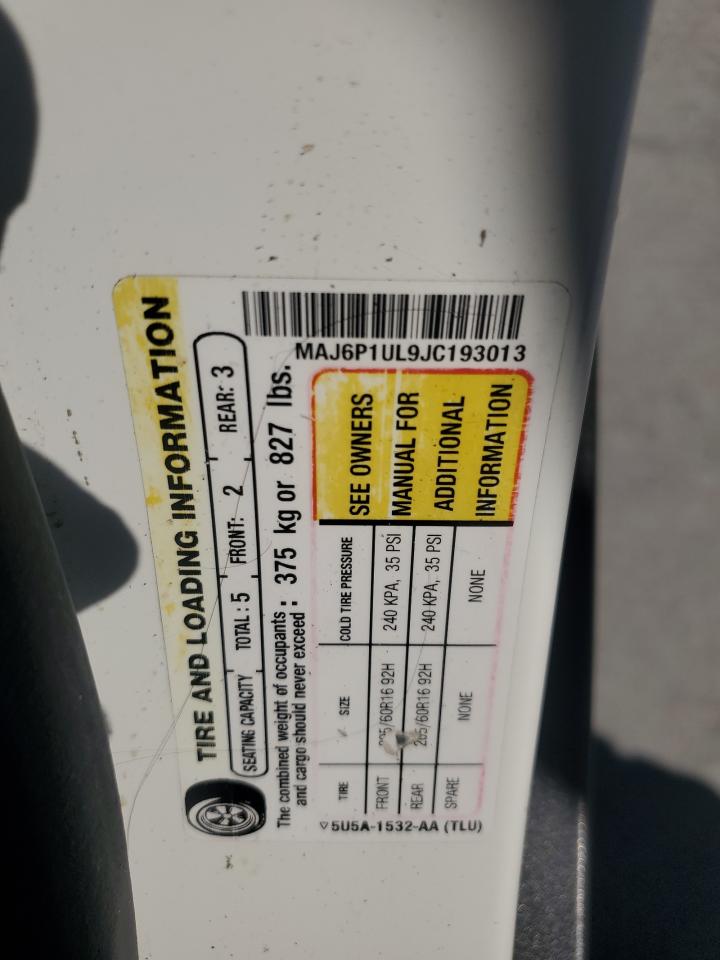 TIRE AND LOADING INFORMATION
SEATING CAPACITY TOTAL : 5 FRONT: 2 REAR: 3
The combined weight of occupants : 375 kg or 827 lbs.
and cargo should never exceed :
MAJ6P1UL9JC193013
TIRE SIZE COLD TIRE PRESSURE
FRONT 92H 240 KPA, 35 PSI
REAR 205/60R16 92H 240 KPA, 35 PSI
SPARE NONE NONE
SEE OWNERS
MANUAL FOR
ADDITIONAL
INFORMATION
5U5A-1532-AA (TLU)